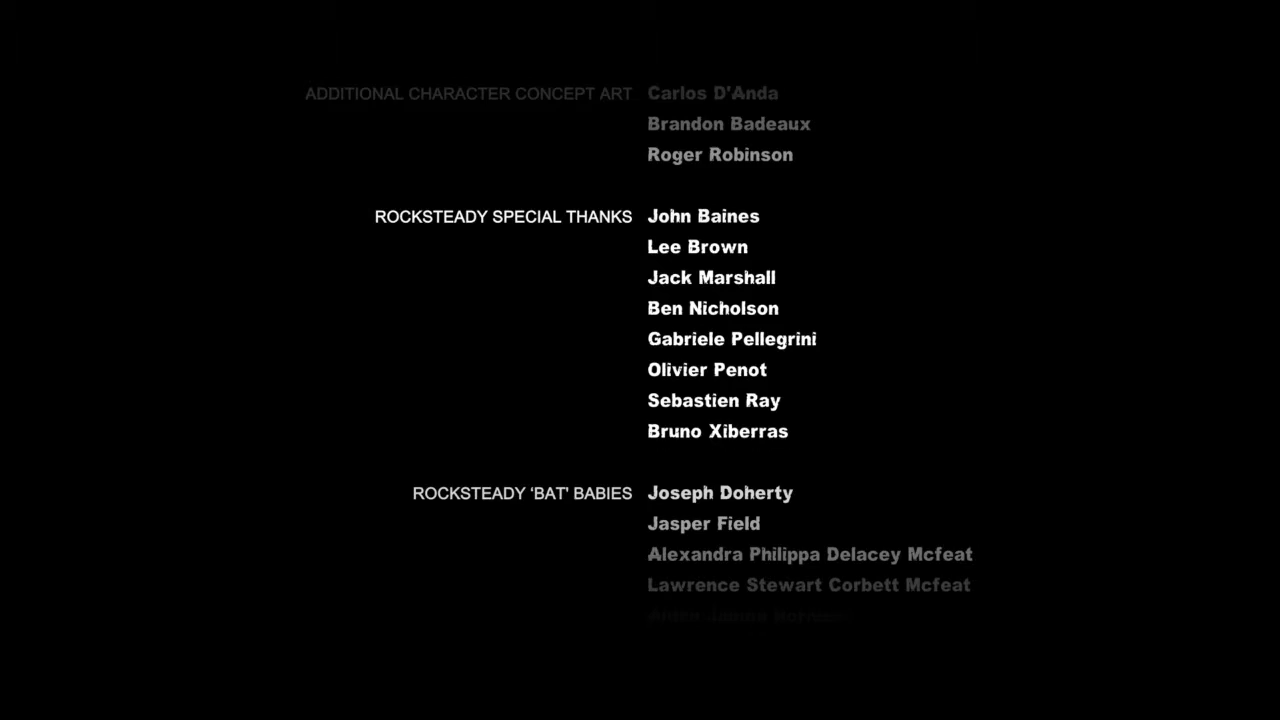 ADDITIONAL CHARACTER CONCEPT ART Carlos D'Anda
Brandon Badeaux
Roger Robinson
ROCKSTEADY SPECIAL THANKS John Baines
Lee Brown
Jack Marshall
Ben Nicholson
Gabriele Pellegrini
Olivier Penot
Sebastien Ray
Bruno Xiberras
ROCKSTEADY ‘BAT' BABIES Joseph Doherty
Jasper Field
Alexandra Philippa Delacey Mcfeat
Lawrence Stewart Corbett Mcfeat